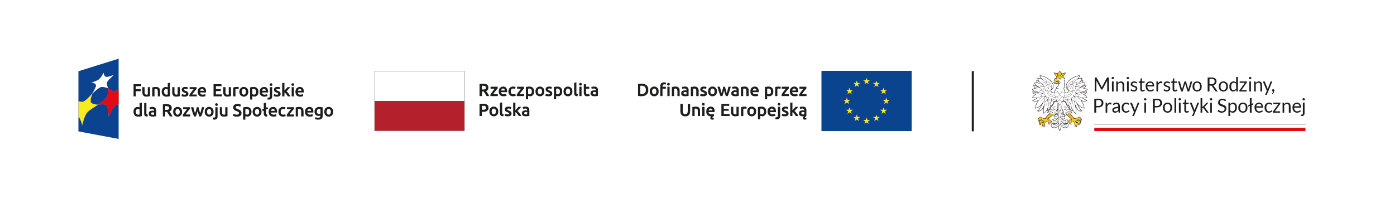 Fundusze Europejskie
dla Rozwoju Społecznego
Rzeczpospolita
Polska
Dofinansowane przez
Unię Europejską
Ministerstwo Rodziny,
Pracy i Polityki Społecznej